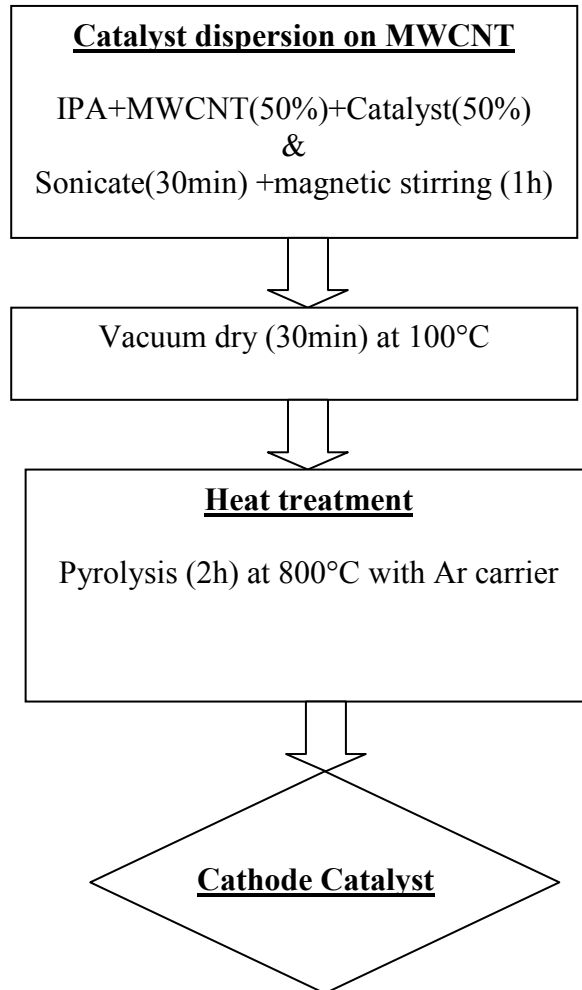 Catalyst dispersion on MWCNT
IPA+MWCNT(50%)+Catalyst(50%)
&
Sonicate(30min) +magnetic stirring (1h)
Vacuum dry (30min) at 100°C
Heat treatment
Pyrolysis (2h) at 800°C with Ar carrier
Cathode Catalyst